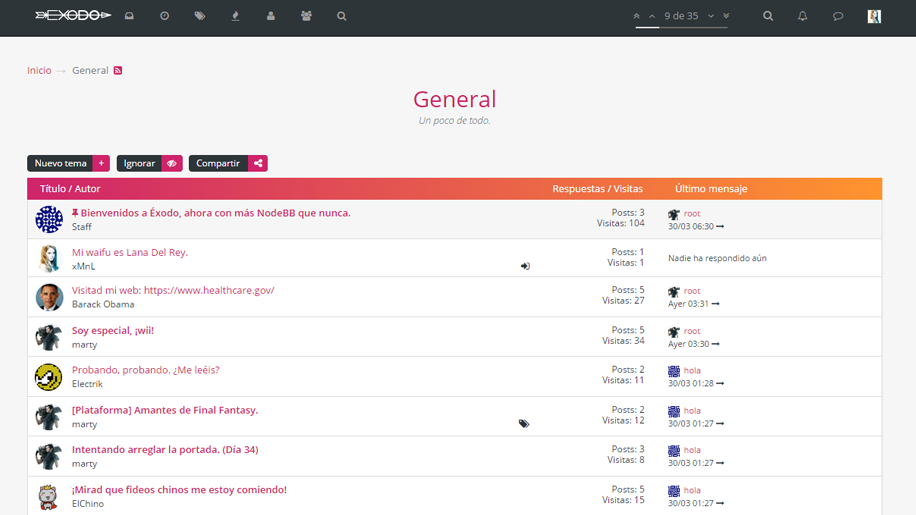 EXODO
9 de 35
Inicio → General
General
Un poco de todo.
Nuevo tema +
Ignorar
Compartir
Título / Autor Respuestas / Visitas Último mensaje
Bienvenidos a Éxodo, ahora con más NodeBB que nunca.
Staff
Posts: 3
Visitas: 104
root
30/03 06:30
Mi waifu es Lana Del Rey.
xMnL
Posts: 1
Visitas: 1
Nadie ha respondido aún
Visitad mi web: https://www.healthcare.gov/
Barack Obama
Posts: 5
Visitas: 27
root
Ayer 03:31
Soy especial, ¡wii!
marty
Posts: 5
Visitas: 34
root
Ayer 03:30
Probando, probando. ¿Me leéis?
Electrik
Posts: 2
Visitas: 11
hola
30/03 01:28
[Plataforma] Amantes de Final Fantasy.
marty
Posts: 2
Visitas: 12
hola
30/03 01:27
Intentando arreglar la portada. (Día 34)
marty
Posts: 3
Visitas: 8
hola
30/03 01:27
¡Mirad que fideos chinos me estoy comiendo!
ElChino
Posts: 5
Visitas: 15
hola
30/03 01:27